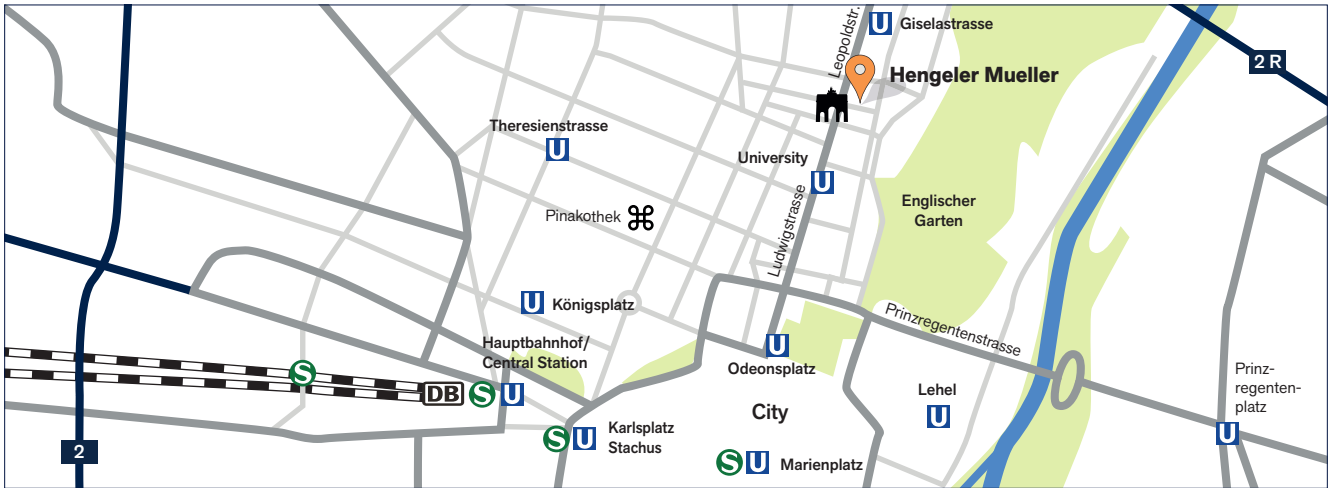 Leopoldstr.
U
Giselastrasse
2 R
Hengeler Mueller
Theresienstrasse
U
University
U
Pinakothek
Ludwigstrasse
Englischer
Garten
U
Königsplatz
Prinzregentenstrasse
Hauptbahnhof/
Central Station
S
DB
S
U
U
Odeonsplatz
Prinz-
regenten-
platz
U
Lehel
U
City
S
U
Karlsplatz
Stachus
2
S
U
Marienplatz